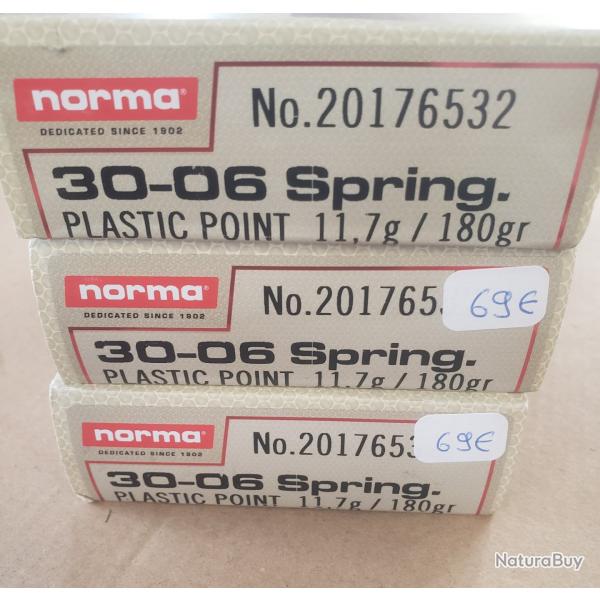 norma®
DEDICATED SINCE 1902
No.20176532
30-06 Spring.
PLASTIC POINT 11,7g / 180gr
norma®
DEDICATED SINCE 1902
No.201765
69€
30-06 Spring.
PLASTIC POINT 11,7g / 180gr
norma®
DEDICATED SINCE 1902
No.2017653
69€
30-06 Spring.
PLASTIC POINT 11,7g / 180gr
NaturaBuy